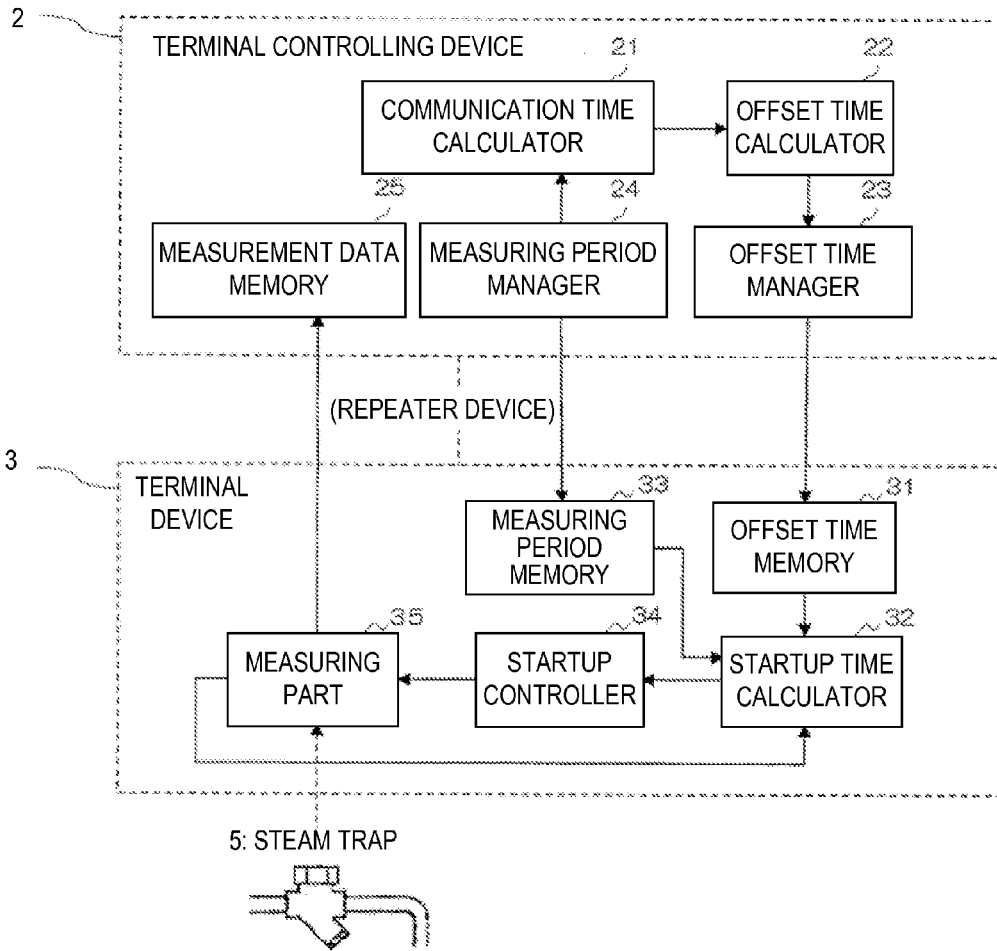 2
TERMINAL CONTROLLING DEVICE
21
COMMUNICATION TIME
CALCULATOR
22
OFFSET TIME
CALCULATOR
25
MEASUREMENT DATA
MEMORY
24
MEASURING PERIOD
MANAGER
23
OFFSET TIME
MANAGER
(REPEATER DEVICE)
3
TERMINAL
DEVICE
33
MEASURING
PERIOD
MEMORY
31
OFFSET TIME
MEMORY
35
MEASURING
PART
34
STARTUP
CONTROLLER
32
STARTUP TIME
CALCULATOR
5: STEAM TRAP